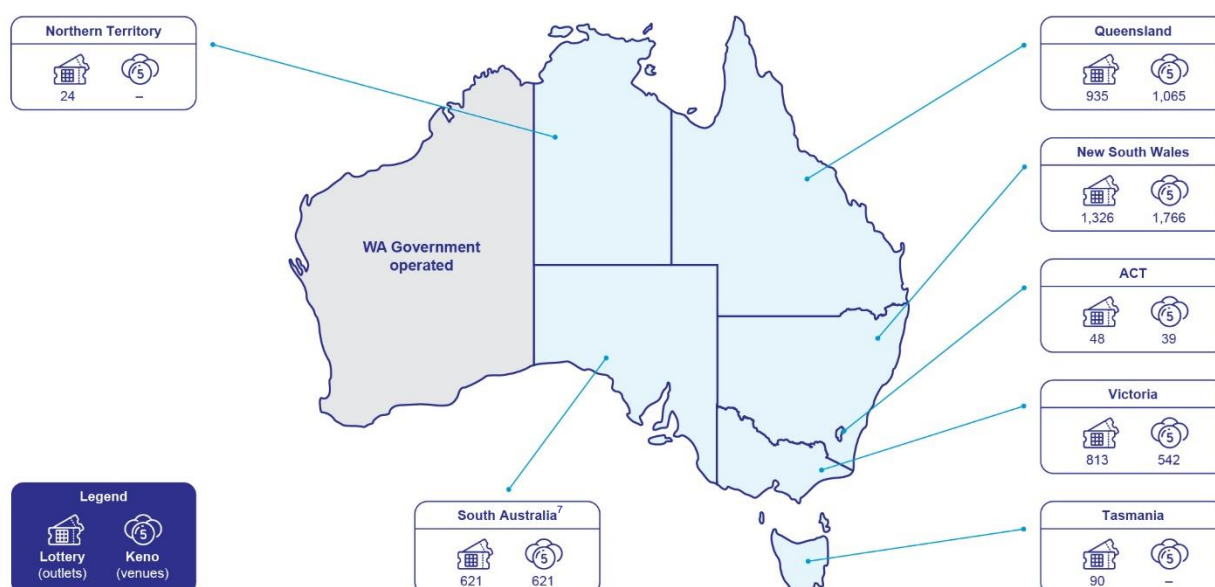 Northern Territory
24 –
Queensland
935 1,065
New South Wales
1,326 1,766
WA Government
operated
ACT
48 39
Victoria
813 542
Legend
Lottery Keno
(outlets) (venues)
South Australia7
621 621
Tasmania
90 –